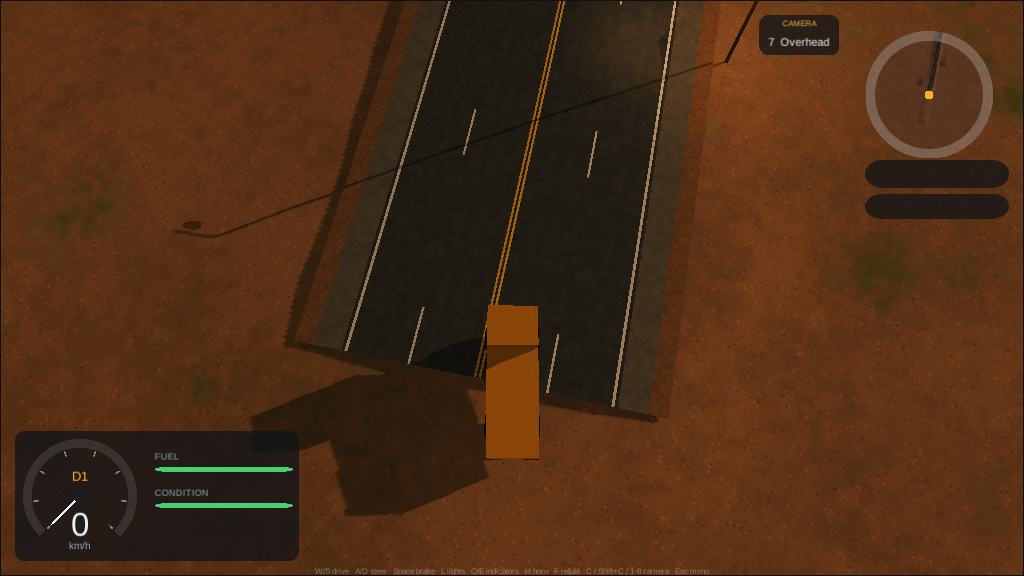 CAMERA
7 Overhead
FUEL
D1
CONDITION
0
km/h
W/S drive A/D steer Space brake L lights Q/E indicators H horn F refuel C / Shift+C / 1-8 camera Esc menu